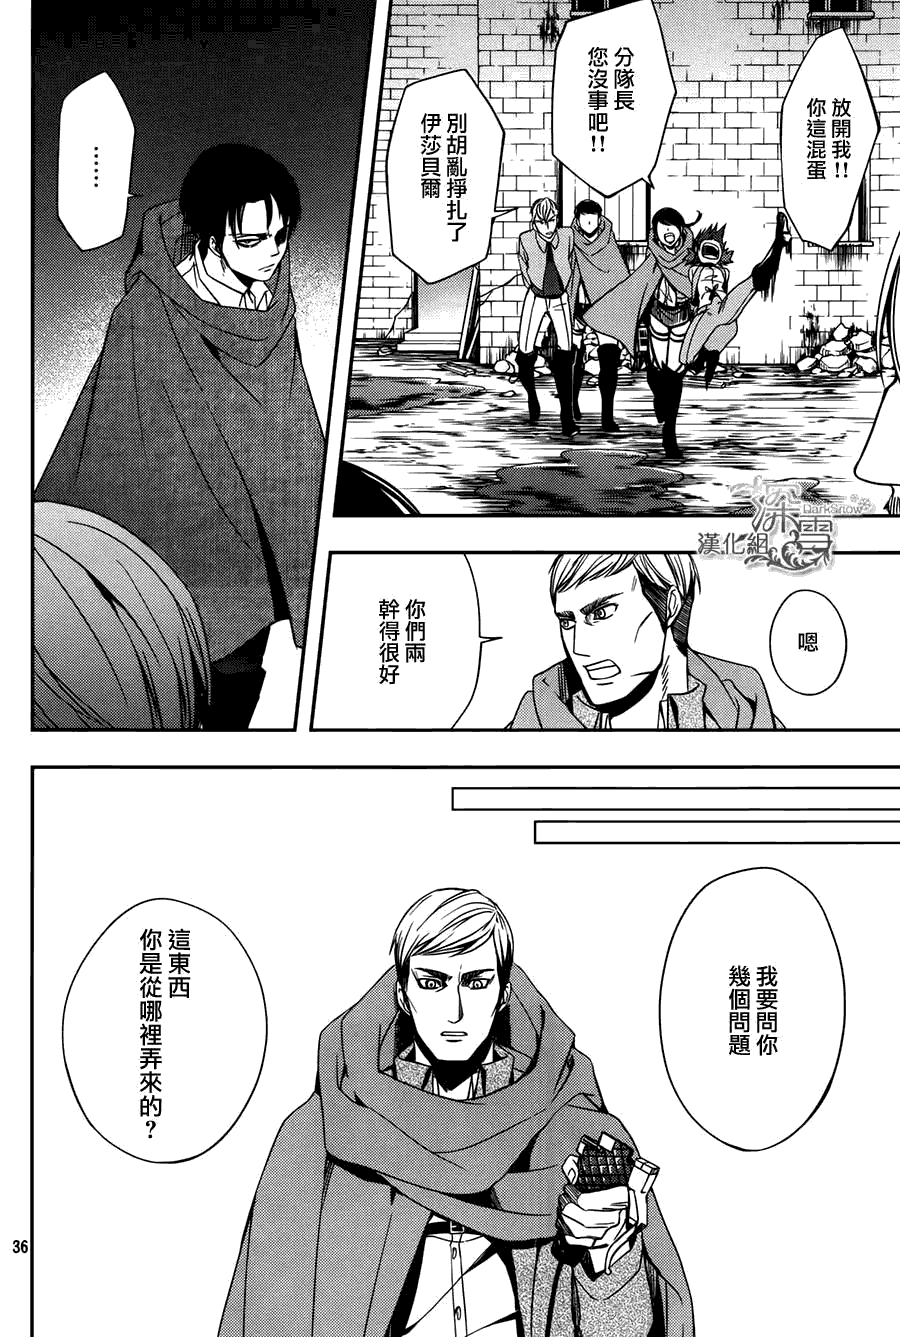 放開我!!
你這混蛋
分隊長
您沒事吧!!
別胡亂掙扎了
伊莎貝爾
……
深雪
DarkSnow
漢化組
嗯
你們兩
幹得很好
我要問你
幾個問題
這東西
你是從哪裡弄來的?
36